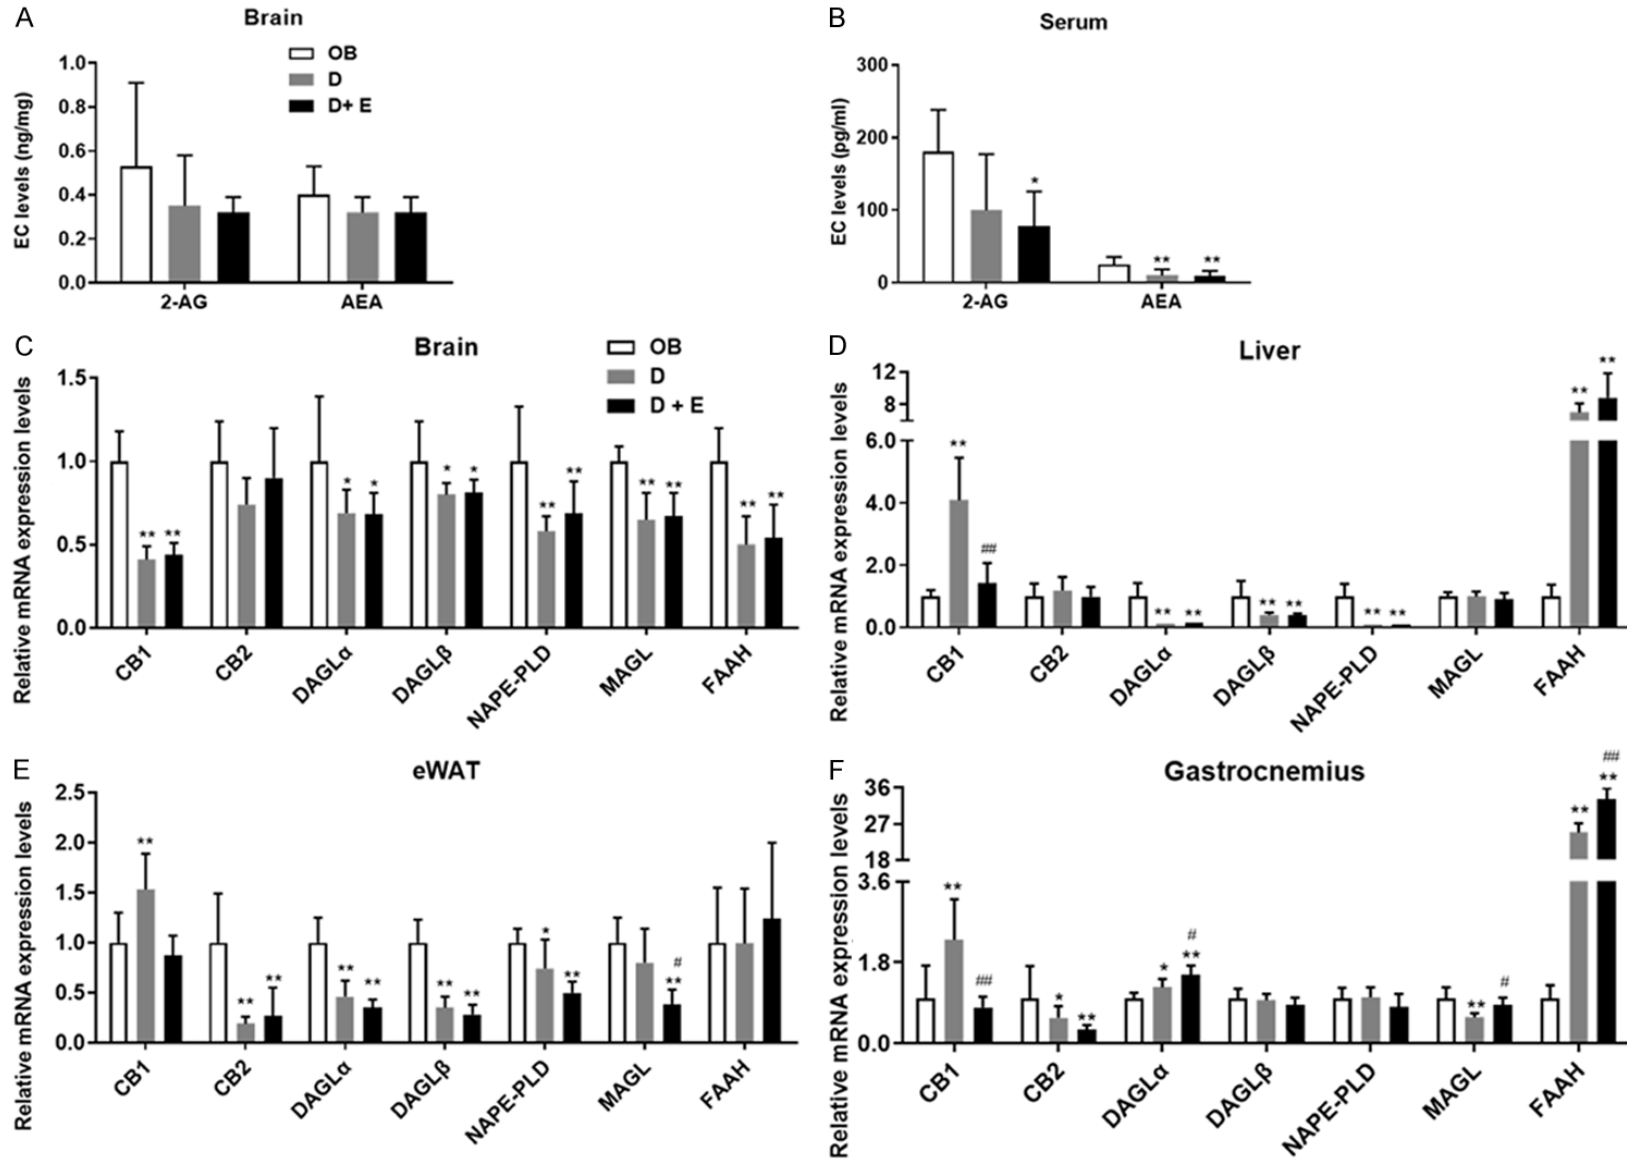 A
Brain
OB
D
D+ E
EC levels (ng/mg)
1.0
0.8
0.6
0.4
0.2
0.0
2-AG
AEA
B
Serum
EC levels (pg/ml)
300
200
100
0
*
**
**
2-AG
AEA
C
Brain
OB
D
D + E
Relative mRNA expression levels
1.5
1.0
0.5
0.0
** ** * * * * ** ** ** ** ** **
CB1
CB2
DAGLα
DAGLβ
NAPE-PLD
MAGL
FAAH
D
Liver
Relative mRNA expression levels
12
8
6.0
4.0
2.0
0.0
** ## ** ** ** ** ** ** ** **
CB1
CB2
DAGLα
DAGLβ
NAPE-PLD
MAGL
FAAH
E
eWAT
Relative mRNA expression levels
2.5
2.0
1.5
1.0
0.5
0.0
** ** ** ** ** ** ** * ** #
**
CB1
CB2
DAGLα
DAGLβ
NAPE-PLD
MAGL
FAAH
F
Gastrocnemius
Relative mRNA expression levels
36
27
18
3.6
1.8
0.0
** ## * ** * #
** ** # ** ##
**
CB1
CB2
DAGLα
DAGLβ
NAPE-PLD
MAGL
FAAH